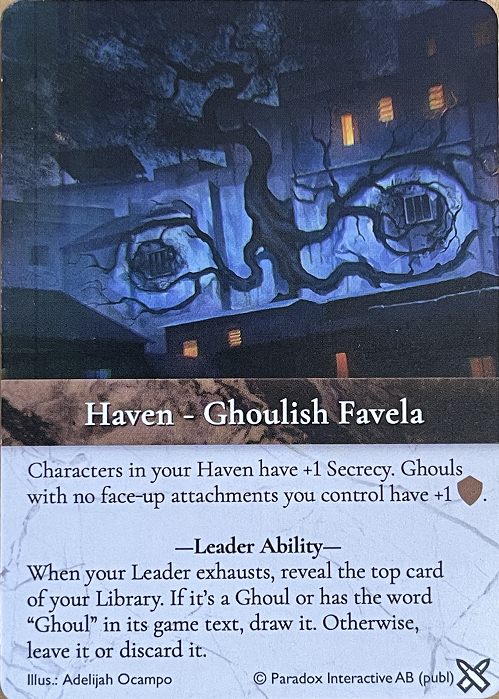 Haven - Ghoulish Favela
Characters in your Haven have +1 Secrecy. Ghouls
with no face-up attachments you control have +1 .
—Leader Ability—
When your Leader exhausts, reveal the top card
of your Library. If it's a Ghoul or has the word
“Ghoul” in its game text, draw it. Otherwise,
leave it or discard it.
Illus.: Adelijah Ocampo © Paradox Interactive AB (publ)